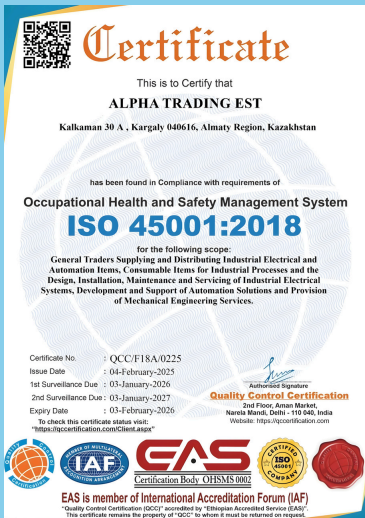 Certificate
This is to Certify that
ALPHA TRADING EST
Kalkaman 30 A , Kargaly 040616, Almaty Region, Kazakhstan
has been found in Compliance with requirements of
Occupational Health and Safety Management System
ISO 45001:2018
for the following scope:
General Traders Supplying and Distributing Industrial Electrical and
Automation Items, Consumable Items for Industrial Processes and the
Design, Installation, Maintenance and Servicing of Industrial Electrical
Systems, Development and Support of Automation Solutions and Provision
of Mechanical Engineering Services.
Certificate No. : QCC/F18A/0225
Issue Date : 04-February-2025
1st Surveillance Due : 03-January-2026
2nd Surveillance Due : 03-January-2027
Expiry Date : 03-February-2026
To check this certificate status visit:
"https://qccertification.com/Client.aspx"
Authorised Signature
Quality Control Certification
2nd Floor, Aman Market,
Narela Mandi, Delhi - 110 040, India
Website: https://qccertification.com
Quality Control
Certification
MEMBER OF MULTILATERAL
IAF
RECOGNITION ARRANGEMENT
EAS
Certification Body OHSMS 0002
CERTIFIED
ISO
45001
COMPANY
EAS is member of International Accreditation Forum (IAF)
"Quality Control Certification (QCC)" accredited by "Ethiopian Accredited Service (EAS)".
This certificate remains the property of "QCC" to whom it must be returned on request.